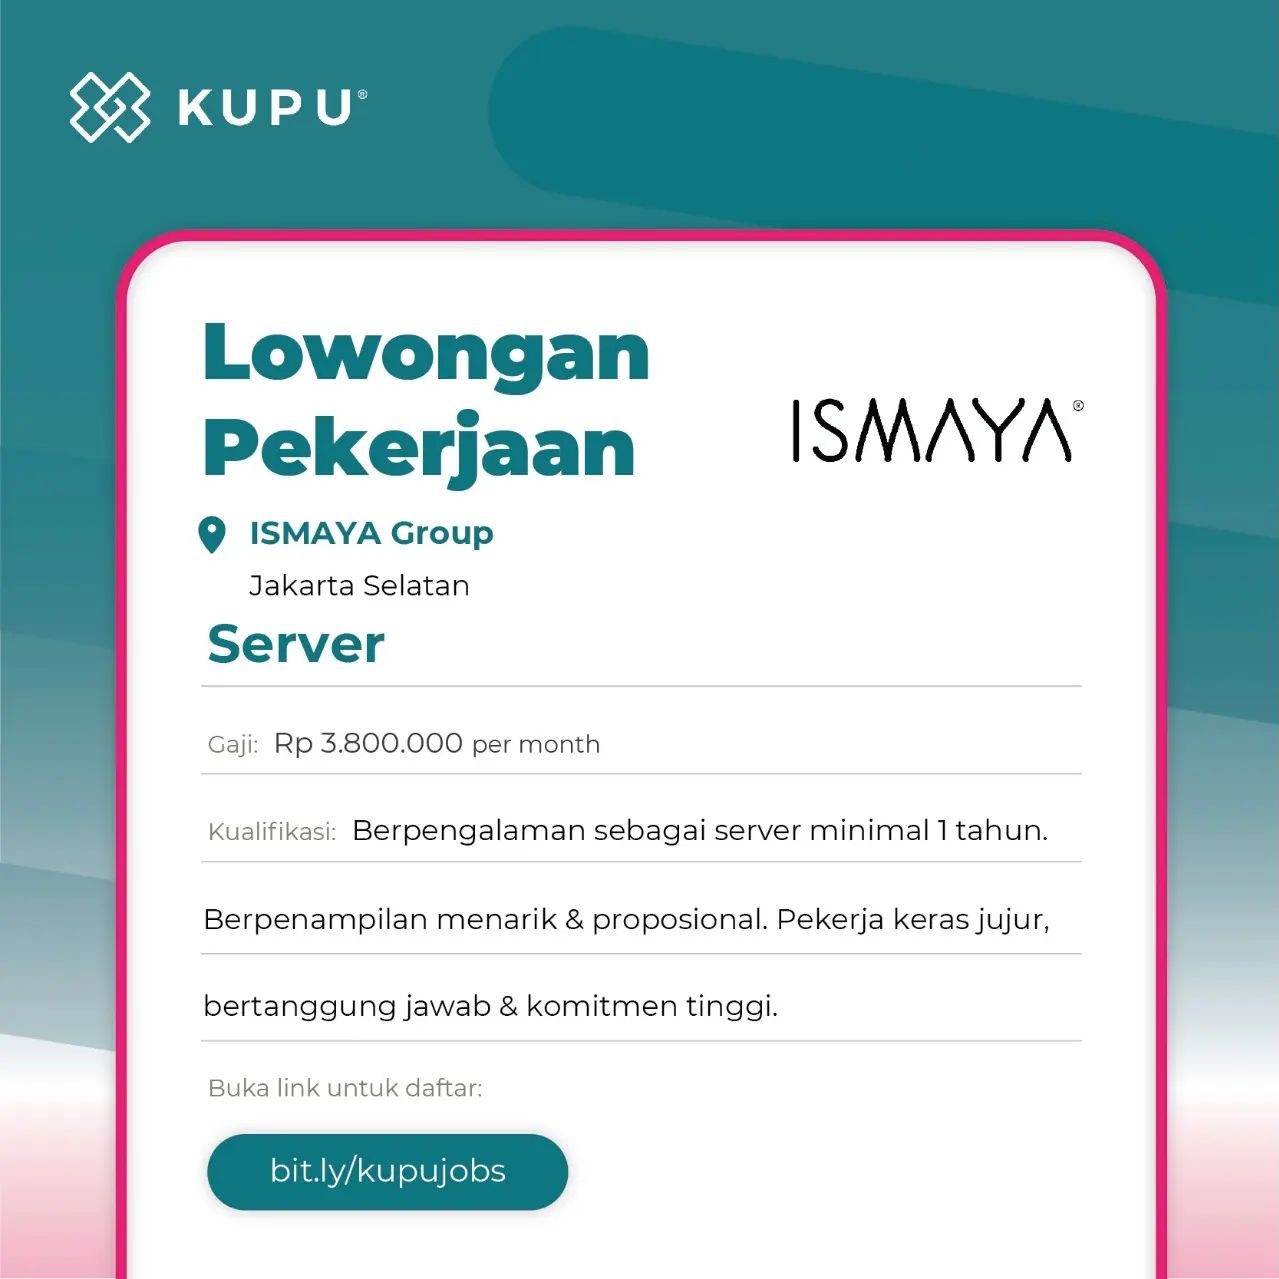 KUPU®
Lowongan
Pekerjaan
ISMAYA®
ISMAYA Group
Jakarta Selatan
Server
Gaji: Rp 3.800.000 per month
Kualifikasi: Berpengalaman sebagai server minimal 1 tahun.
Berpenampilan menarik & proposional. Pekerja keras jujur,
bertanggung jawab & komitmen tinggi.
Buka link untuk daftar:
bit.ly/kupujobs